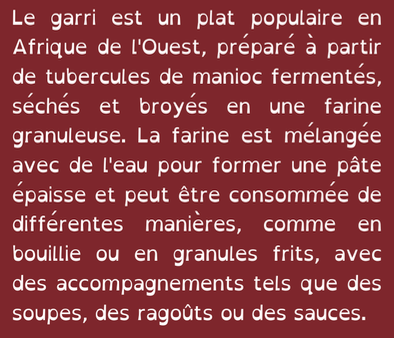 Le garri est un plat populaire en
Afrique de l'Ouest, préparé à partir
de tubercules de manioc fermentés,
séchés et broyés en une farine
granuleuse. La farine est mélangée
avec de l'eau pour former une pâte
épaisse et peut être consommée de
différentes manières, comme en
bouillie ou en granules frits, avec
des accompagnements tels que des
soupes, des ragoûts ou des sauces.